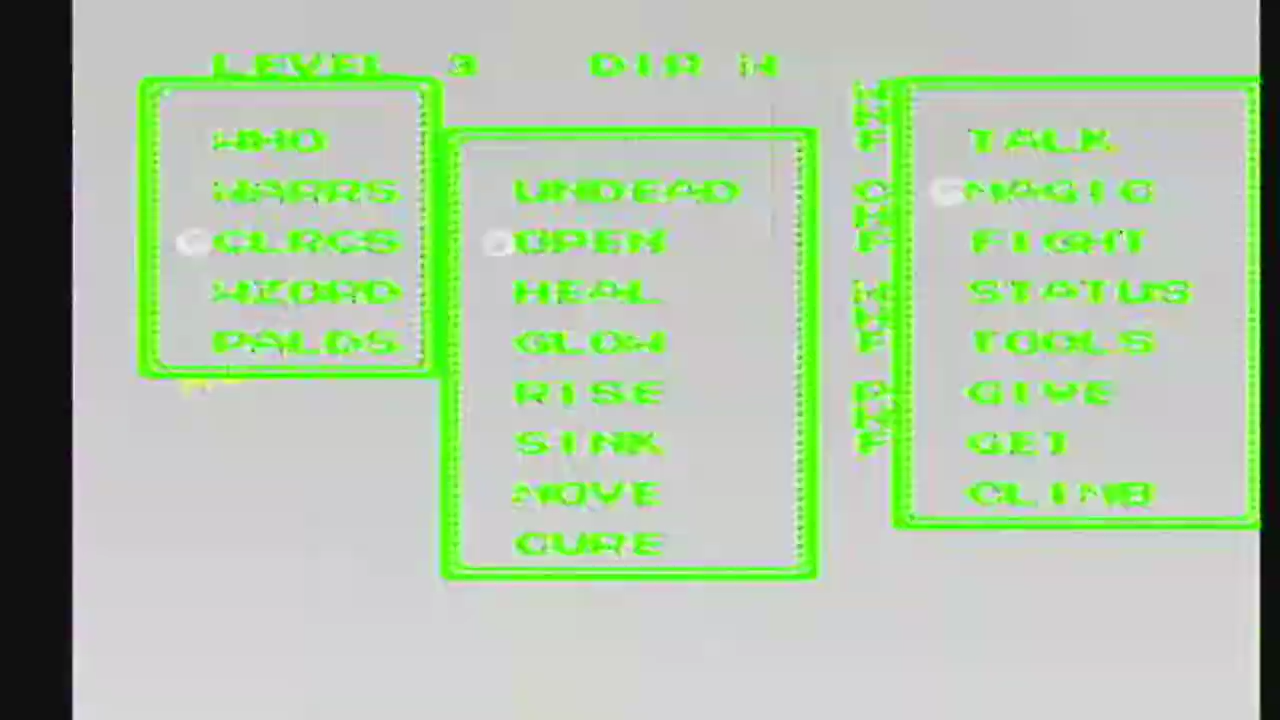 LEVEL 3 DIR N
WHO
WARRS
CLRCS
WIZARD
PALDS
UNDEAD
OPEN
HEAL
GLOW
RISE
SINK
MOVE
CURE
TALK
MAGIC
FIGHT
STATUS
TOOLS
GIVE
GET
CLIMB